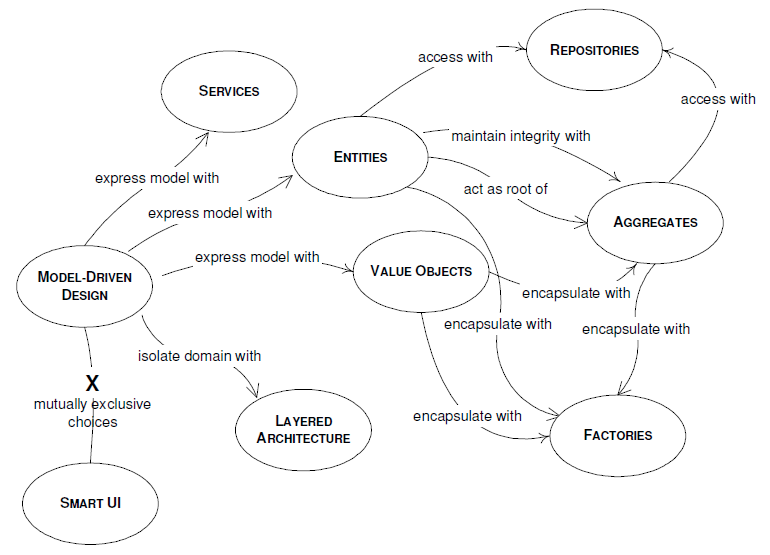 REPOSITORIES
access with
SERVICES
access with
maintain integrity with
ENTITIES
express model with
act as root of
express model with
AGGREGATES
express model with
VALUE OBJECTS
MODEL-DRIVEN
DESIGN
encapsulate with
encapsulate with
encapsulate with
isolate domain with
X
mutually exclusive
choices
encapsulate with
LAYERED
ARCHITECTURE
FACTORIES
SMART UI